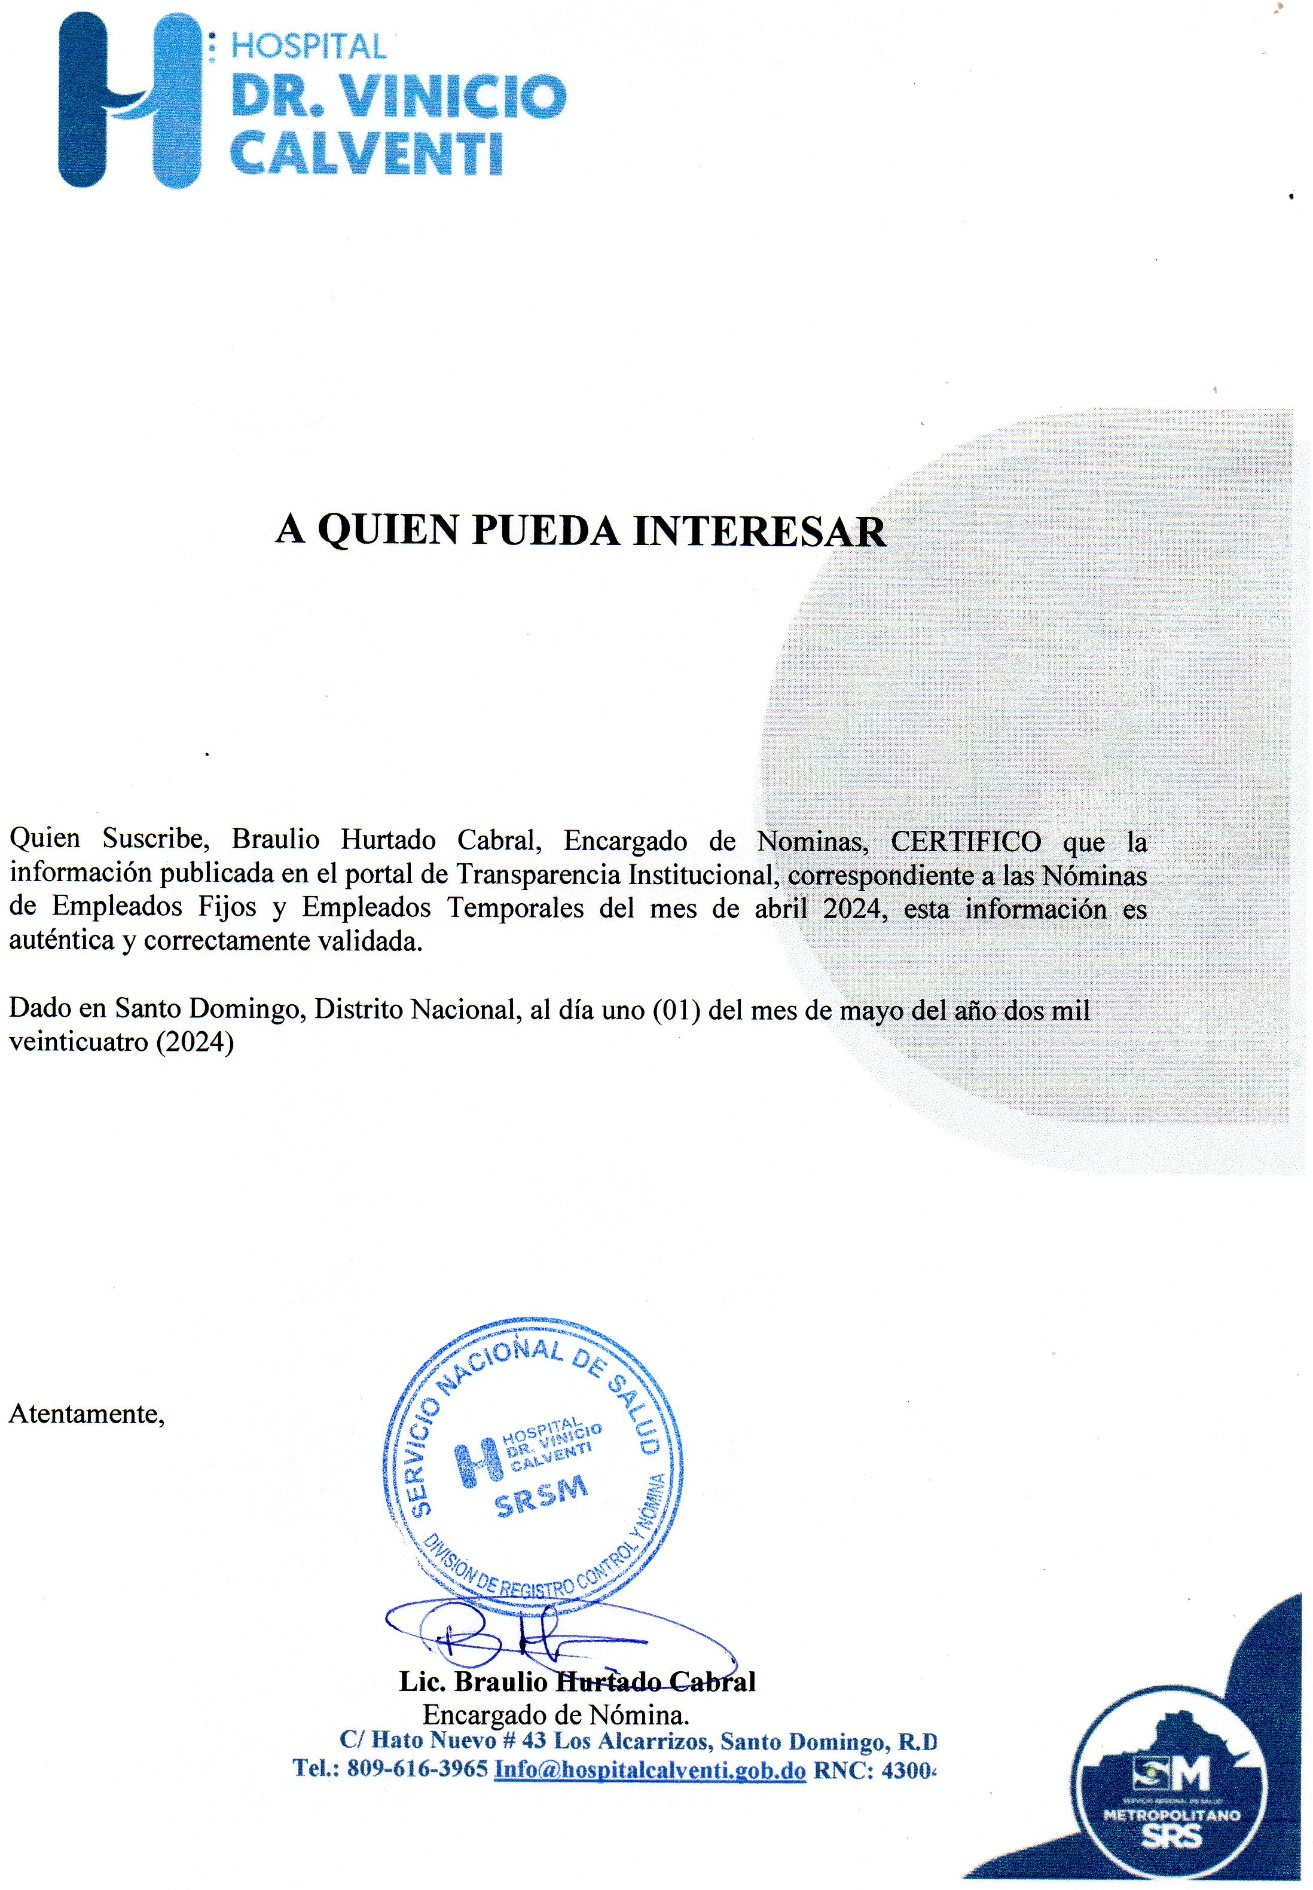 HOSPITAL
DR. VINICIO
CALVENTI
A QUIEN PUEDA INTERESAR
Quien Suscribe, Braulio Hurtado Cabral, Encargado de Nominas, CERTIFICO que la
información publicada en el portal de Transparencia Institucional, correspondiente a las Nóminas
de Empleados Fijos y Empleados Temporales del mes de abril 2024, esta información es
auténtica y correctamente validada.
Dado en Santo Domingo, Distrito Nacional, al día uno (01) del mes de mayo del año dos mil
veinticuatro (2024)
Atentamente,
SERVICIO NACIONAL DE SALUD
HOSPITAL
DR. VINICIO
CALVENTI
SRSM
DIVISIÓN DE REGISTRO CONTROL Y NÓMINA
Lic. Braulio Hurtado Cabral
Encargado de Nómina.
C/ Hato Nuevo # 43 Los Alcarrizos, Santo Domingo, R.D
Tel.: 809-616-3965 Info@hospitalcalventi.gob.do RNC: 4300
SM
SERVICIO REGIONAL DE SALUD
METROPOLITANO
SRS